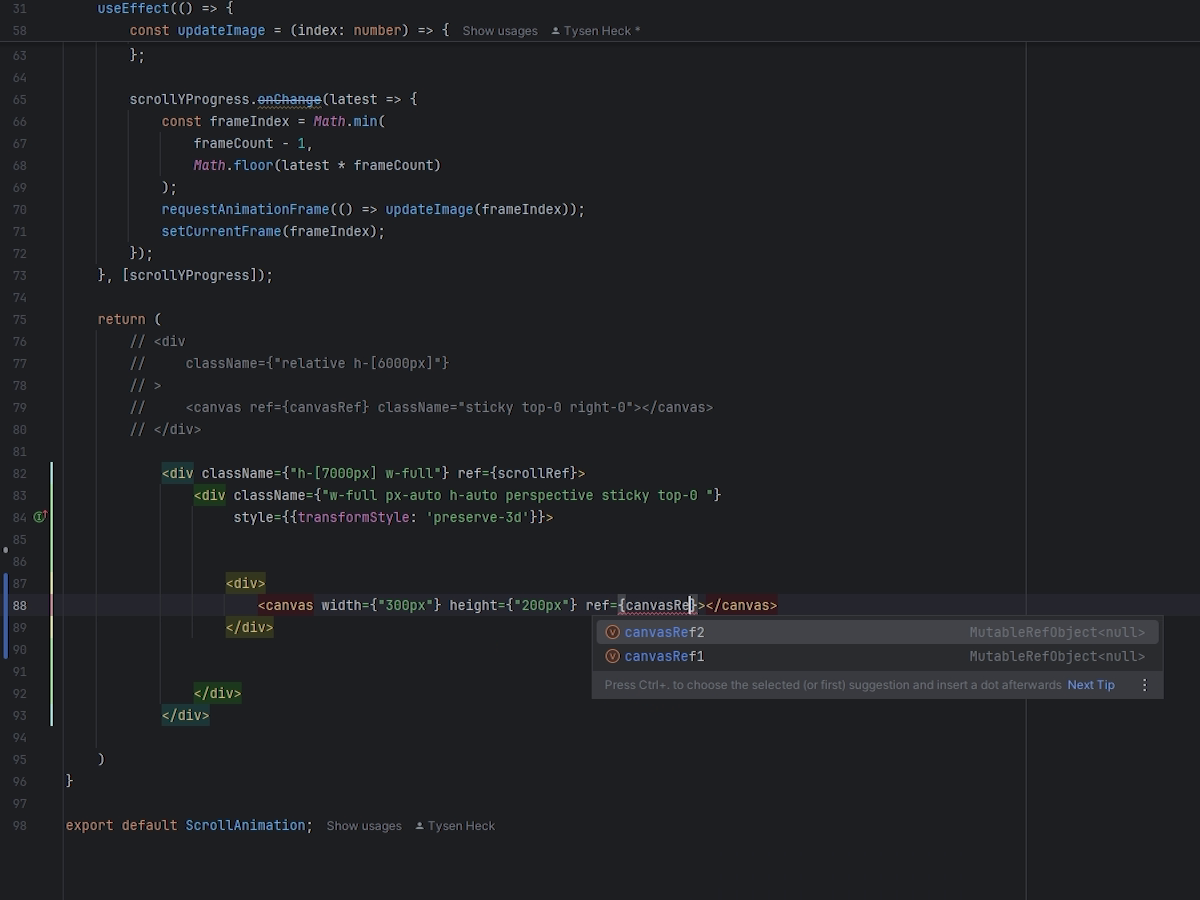 31 useEffect(() => {
58 const updateImage = (index: number) => { Show usages Tysen Heck *
63 };
64
65 scrollYProgress.onChange(latest => {
66 const frameIndex = Math.min(
67 frameCount - 1,
68 Math.floor(latest * frameCount)
69 );
70 requestAnimationFrame(() => updateImage(frameIndex));
71 setCurrentFrame(frameIndex);
72 });
73 }, [scrollYProgress]);
74
75 return (
76 // <div
77 // className={"relative h-[6000px]"}
78 // >
79 // <canvas ref={canvasRef} className="sticky top-0 right-0"></canvas>
80 // </div>
81
82 <div className={"h-[7000px] w-full"} ref={scrollRef}>
83 <div className={"w-full px-auto h-auto perspective sticky top-0 "}
84 style={{transformStyle: 'preserve-3d'}}>
85
86
87 <div>
88 <canvas width={"300px"} height={"200px"} ref={canvasRe}></canvas>
89 </div>
canvasRef2 MutableRefObject<null>
90
canvasRef1 MutableRefObject<null>
91
Press Ctrl+. to choose the selected (or first) suggestion and insert a dot afterwards Next Tip
92 </div>
93 </div>
94
95 )
96 }
97
98 export default ScrollAnimation; Show usages Tysen Heck